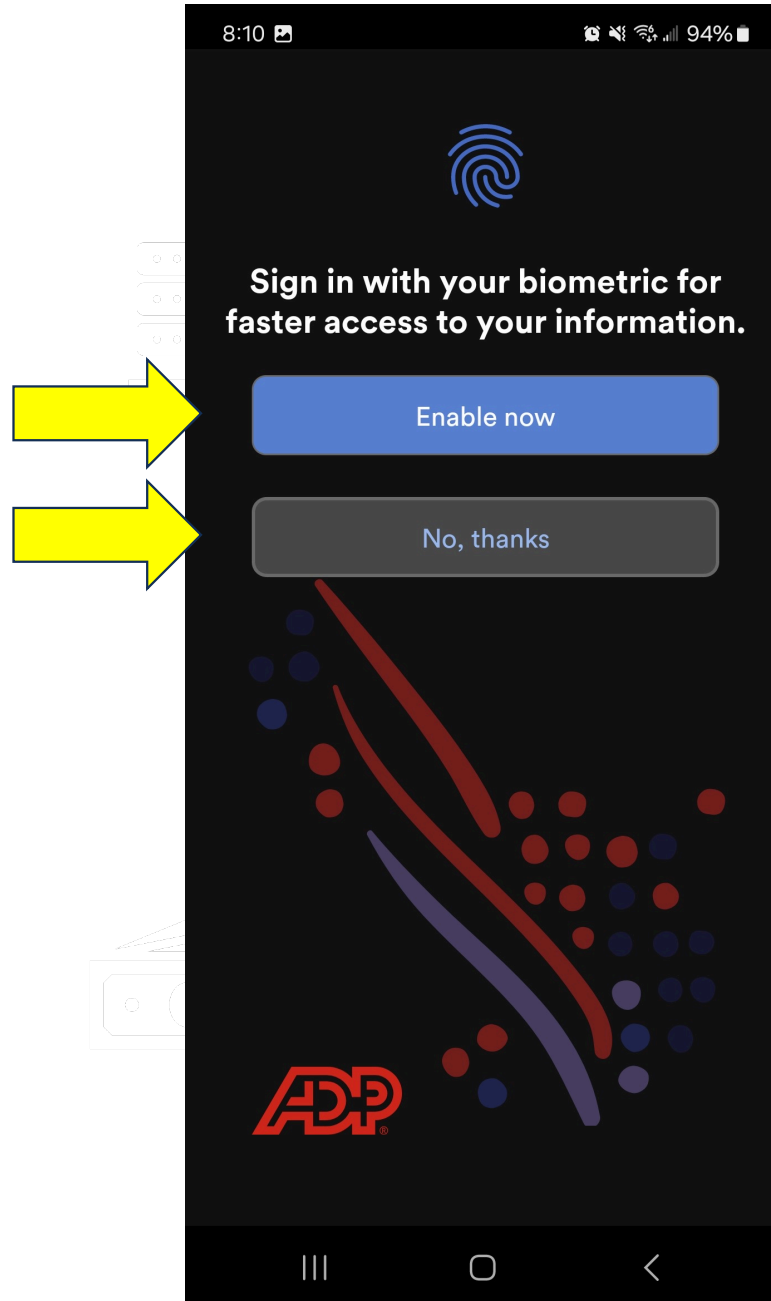 8:10 94%
Sign in with your biometric for
faster access to your information.
Enable now
No, thanks
ADP®